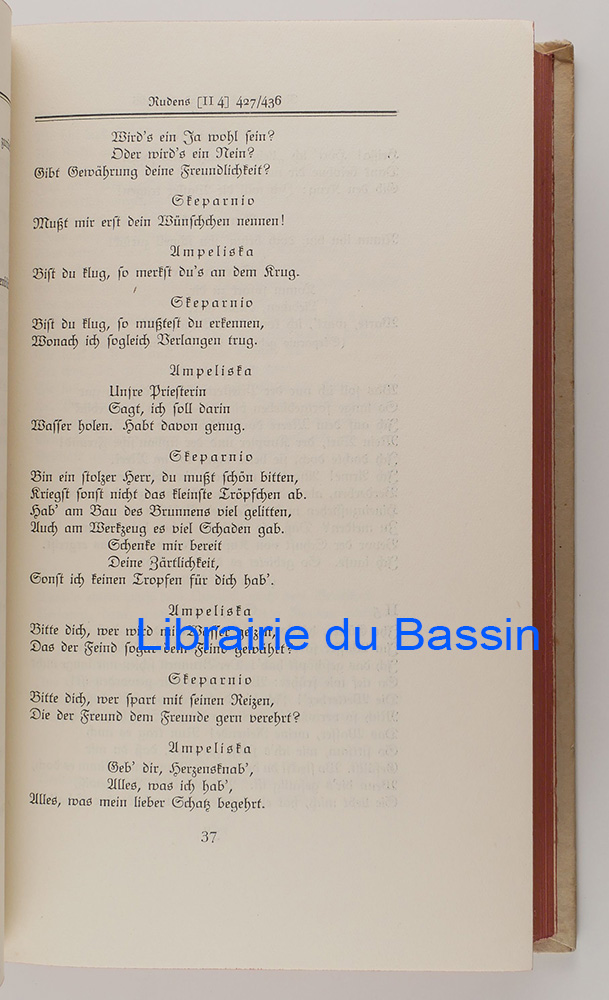 Rudens [II 4] 427/436
Wird's ein Ja wohl sein?
Oder wird's ein Nein?
Gibt Gewährung deine Freundlichkeit?
Skeparnio
Mußt mir erst dein Wünschchen nennen!
Ampeliska
Bist du klug, so merkst du's an dem Krug.
Skeparnio
Bist du klug, so mußtest du erkennen,
Wonach ich sogleich Verlangen trug.
Ampeliska
Unsre Priesterin
Sagt, ich soll darin
Wasser holen. Habt davon genug.
Skeparnio
Bin ein stolzer Herr, du mußt schön bitten,
Kriegst sonst nicht das kleinste Tröpfchen ab.
Hab' am Bau des Brunnens viel gelitten,
Auch am Werkzeug es viel Schaden gab.
Schenke mir bereit
Deine Zärtlichkeit,
Sonst ich keinen Tropfen für dich hab'.
Ampeliska
Bitte dich, wer wird mit Wasser geizen,
Das der Feind sogar dem Feind gewährt?
Librairie du Bassin
Skeparnio
Bitte dich, wer spart mit seinen Reizen,
Die der Freund dem Freunde gern verehrt?
Ampeliska
Geb' dir, Herzensknab',
Alles, was ich hab',
Alles, was mein lieber Schatz begehrt.
37